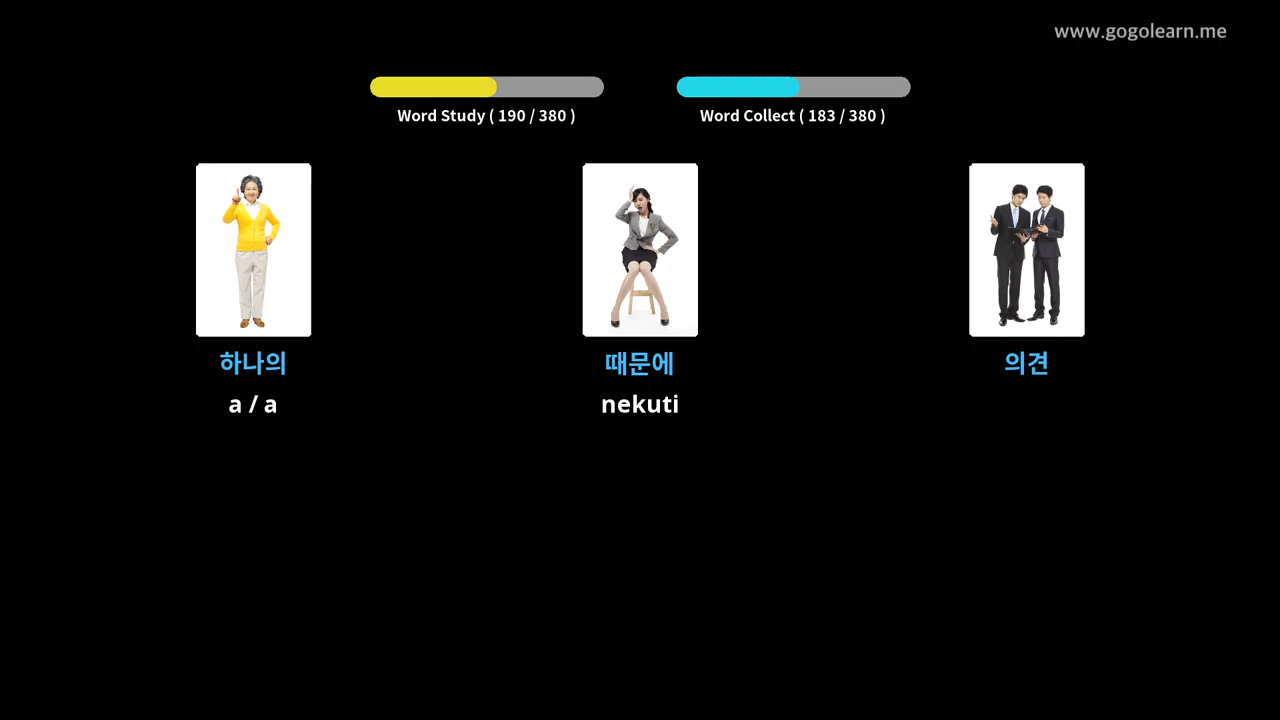 www.gogolearn.me
Word Study ( 190 / 380 )
Word Collect ( 183 / 380 )
하나의
때문에
의견
a / a
nekuti